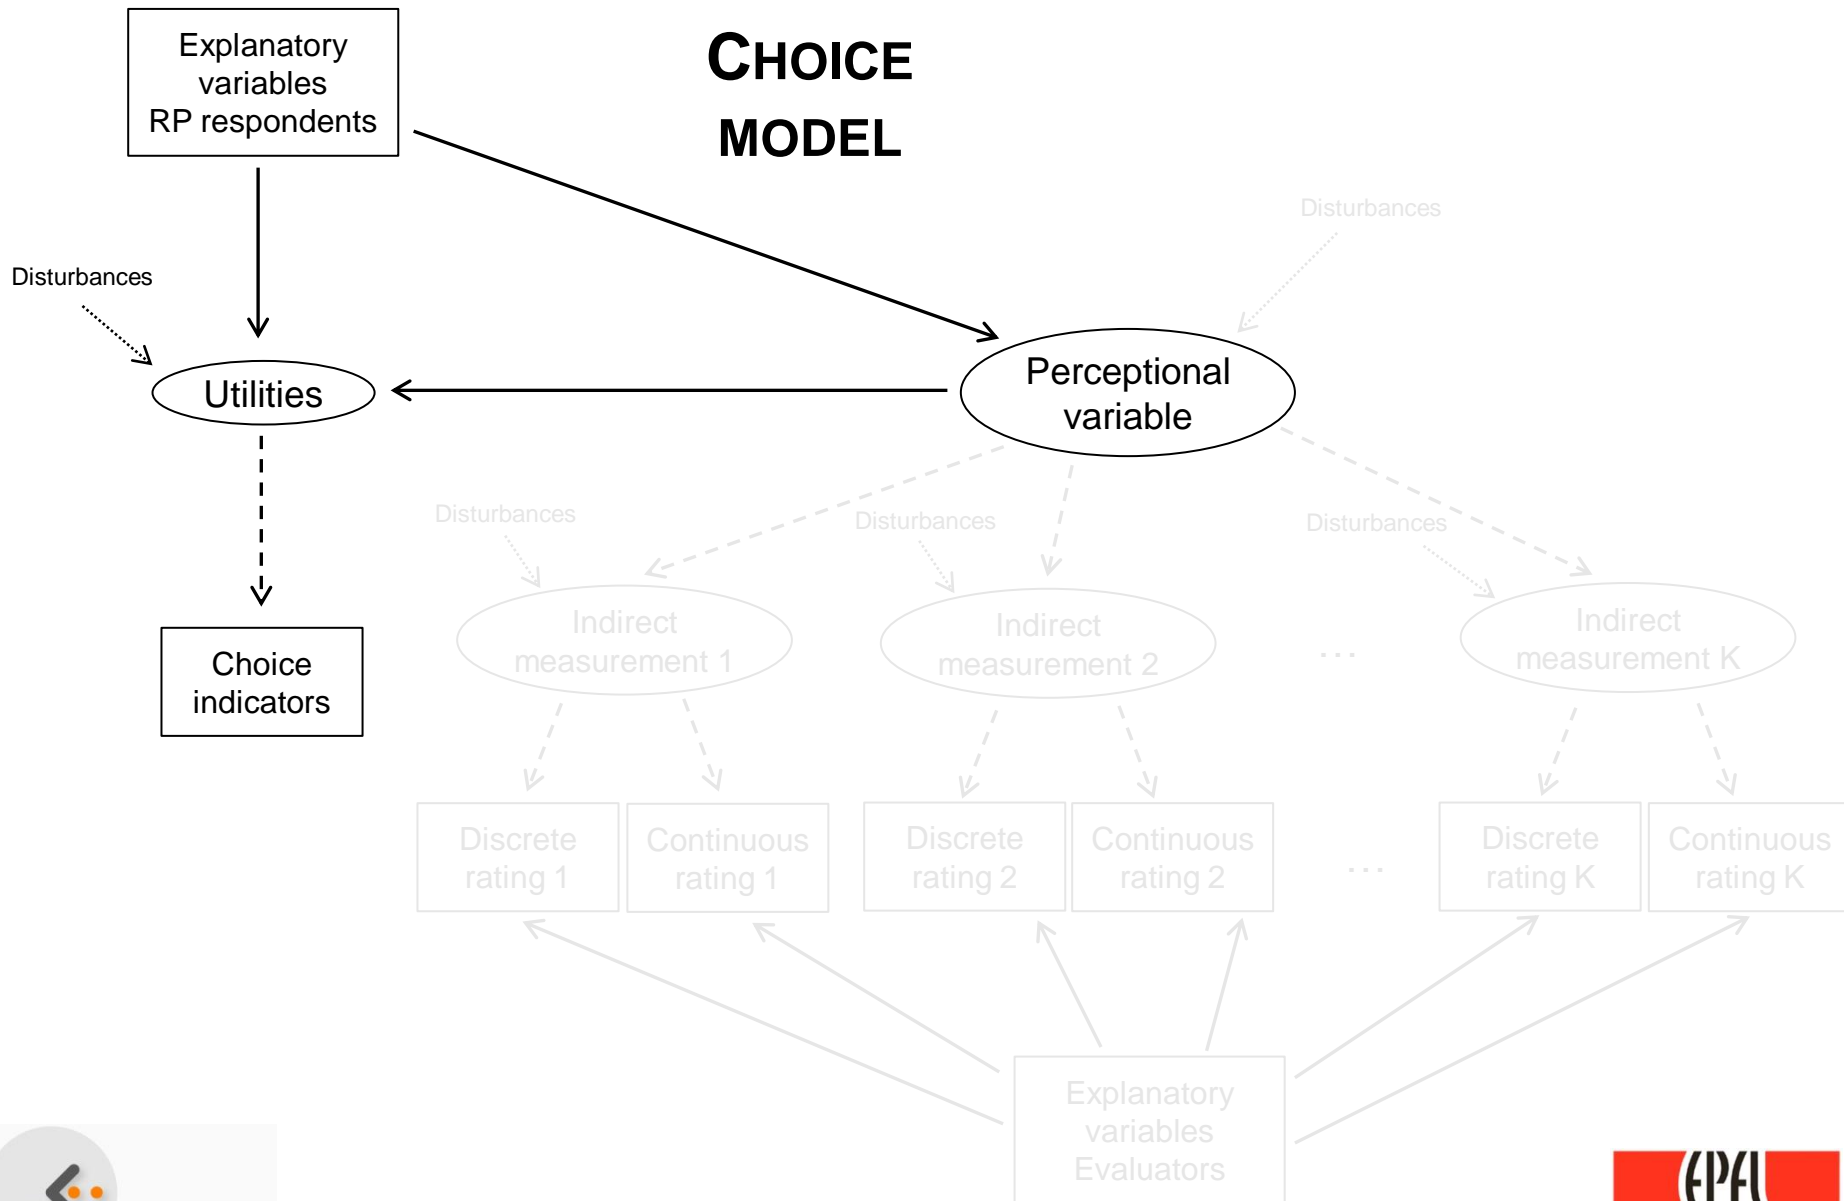 Explanatory
variables
RP respondents
CHOICE
MODEL
Disturbances
Disturbances
Utilities
Perceptional
variable
Disturbances
Disturbances
Disturbances
Choice
indicators
Indirect
measurement 1
Indirect
measurement 2
...
Indirect
measurement K
Discrete
rating 1
Continuous
rating 1
Discrete
rating 2
Continuous
rating 2
...
Discrete
rating K
Continuous
rating K
Explanatory
variables
Evaluators
EPFL